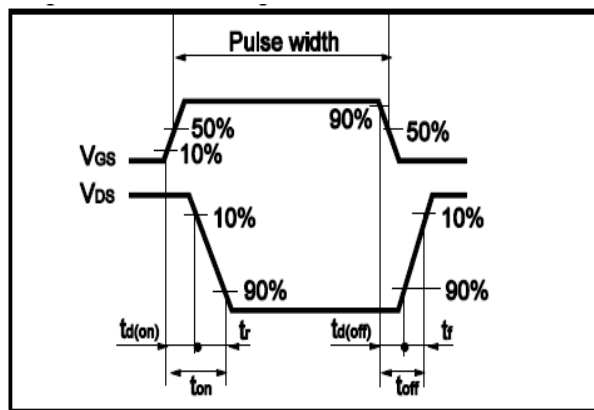 Pulse width
90%
50% 50%
10%
VGS
VDS
10% 10%
90% 90%
td(on) tr td(off) tf
ton toff